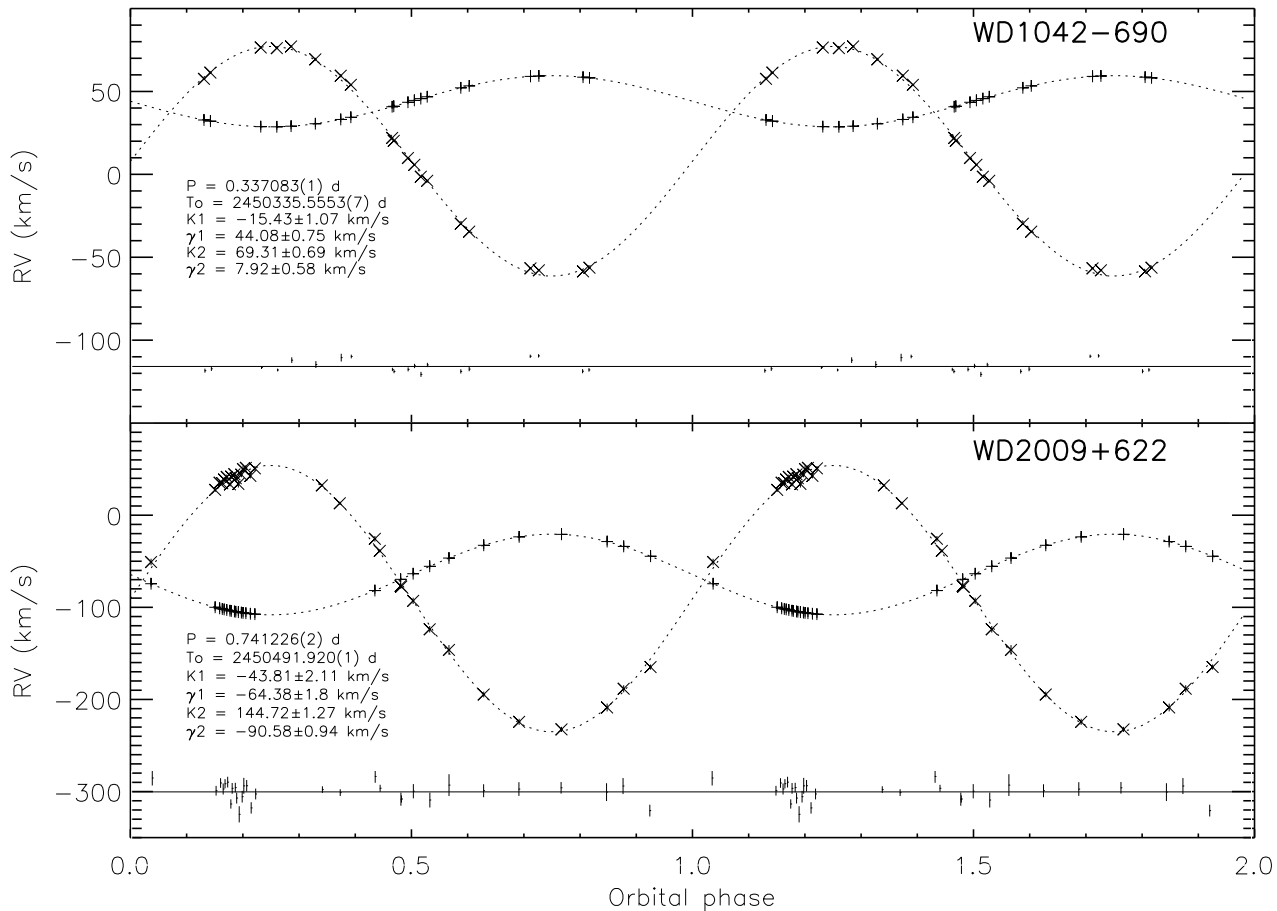 WD1042−690
50
0
−50
−100
RV (km/s)
P = 0.337083(1) d
To = 2450335.5553(7) d
K1 = −15.43±1.07 km/s
γ1 = 44.08±0.75 km/s
K2 = 69.31±0.69 km/s
γ2 = 7.92±0.58 km/s
WD2009+622
0
−100
−200
−300
RV (km/s)
P = 0.741226(2) d
To = 2450491.920(1) d
K1 = −43.81±2.11 km/s
γ1 = −64.38±1.8 km/s
K2 = 144.72±1.27 km/s
γ2 = −90.58±0.94 km/s
0.0 0.5 1.0 1.5 2.0
Orbital phase